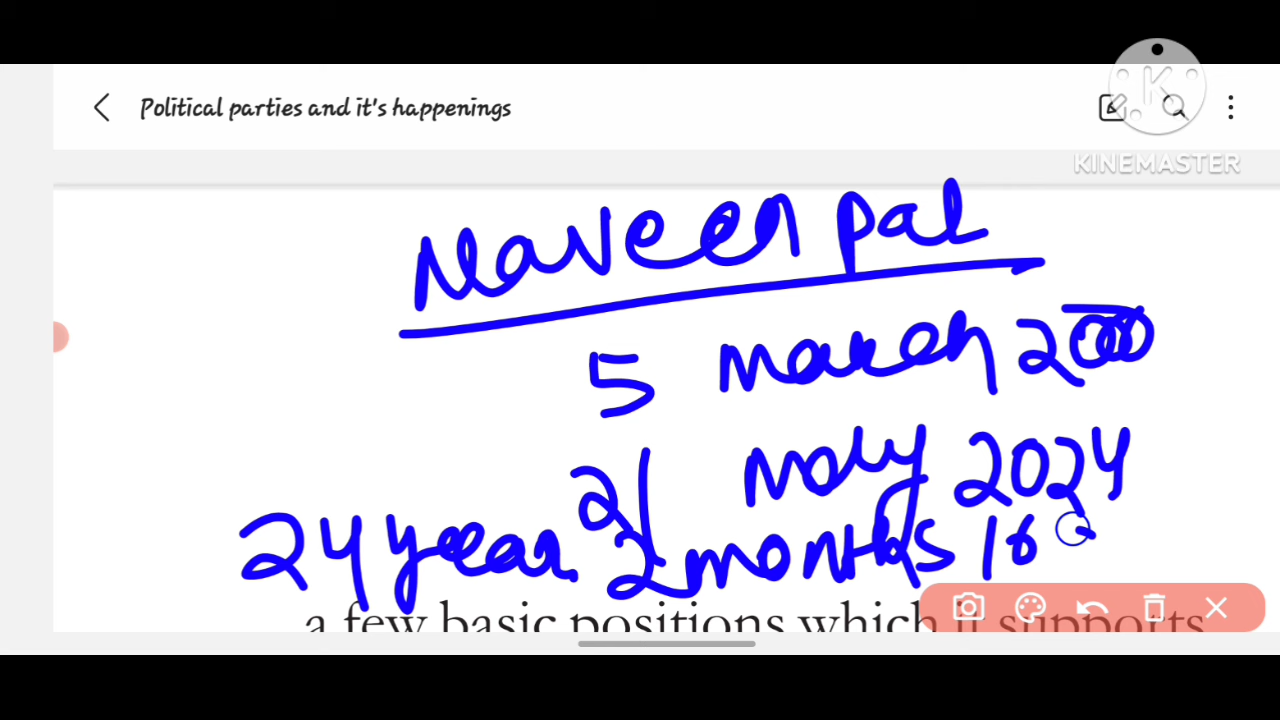 Political parties and it's happenings
KINEMASTER
Naveen pal
5 march 2000
21 May 2024
24 year 2 months 16
a few basic positions which it supports